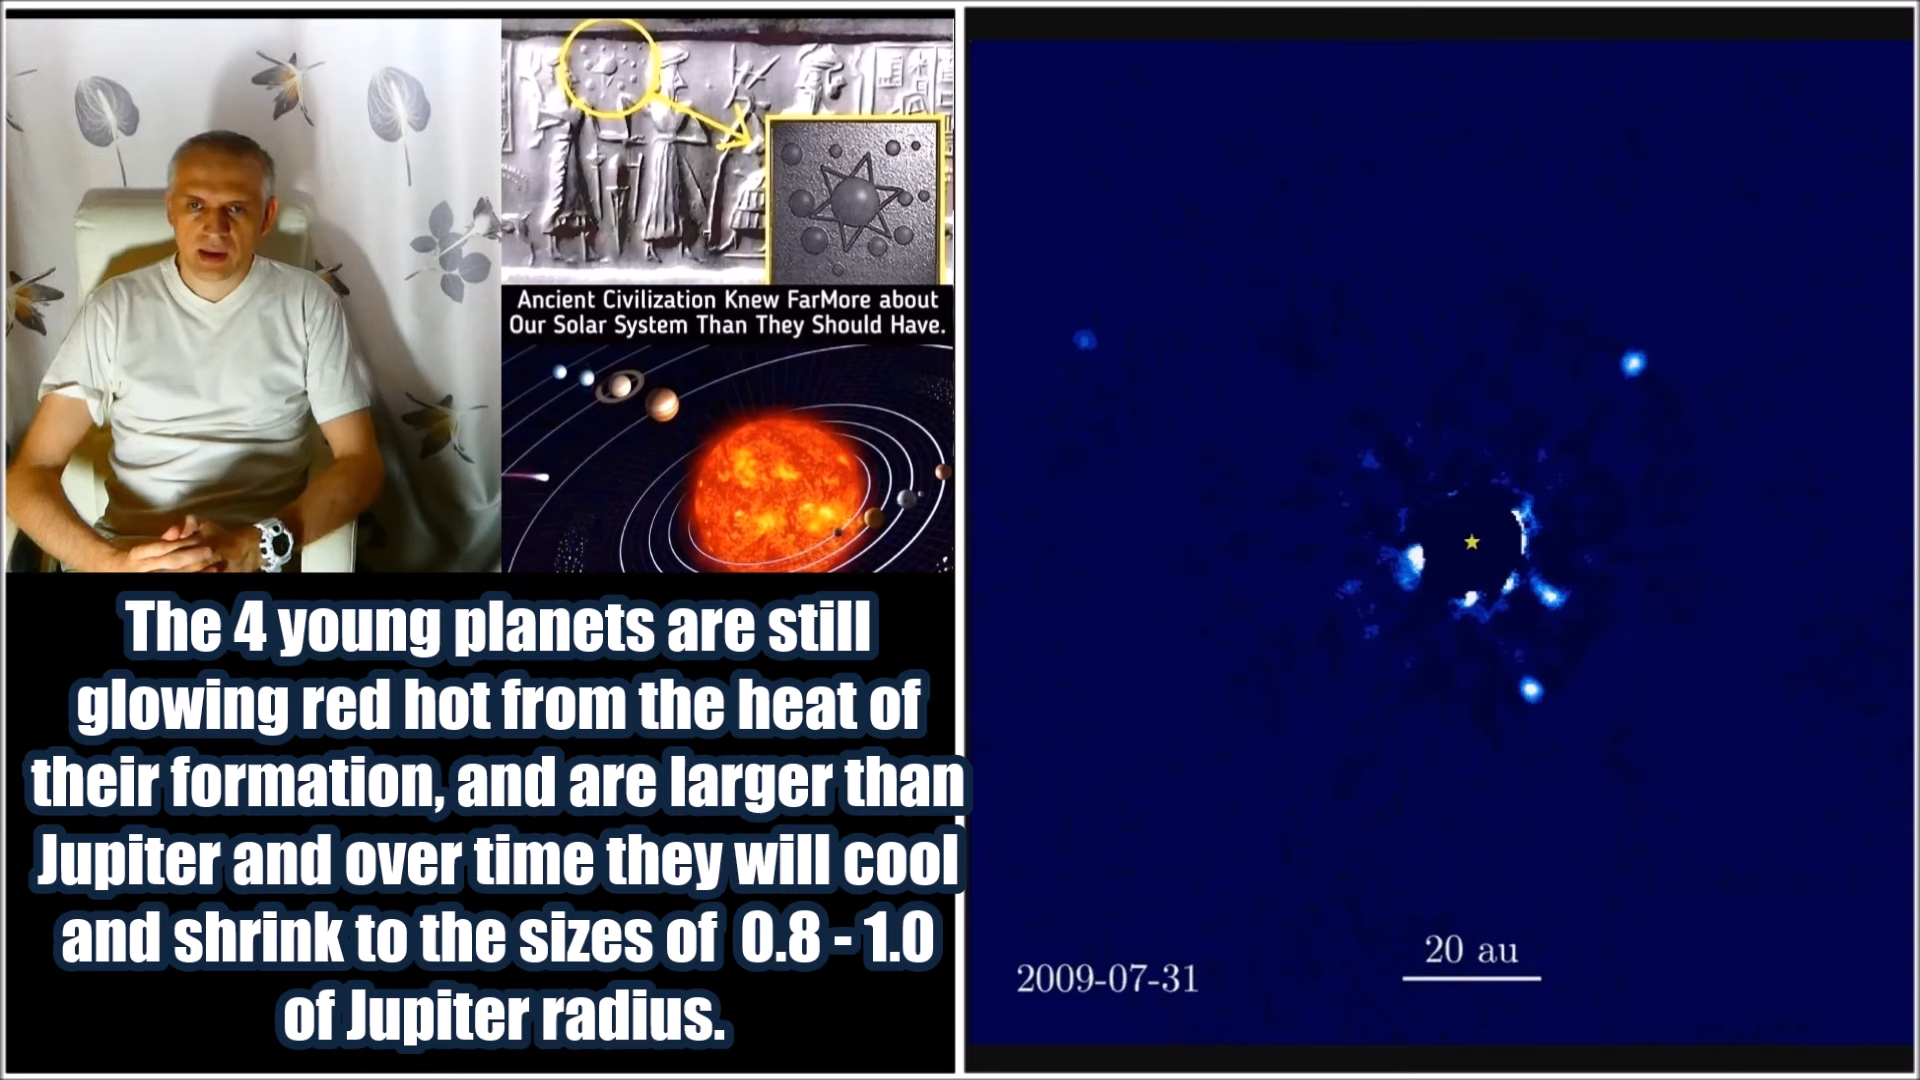 Ancient Civilization Knew FarMore about
Our Solar System Than They Should Have.
The 4 young planets are still
glowing red hot from the heat of
their formation, and are larger than
Jupiter and over time they will cool
and shrink to the sizes of 0.8 - 1.0
of Jupiter radius.
20 au
2009-07-31